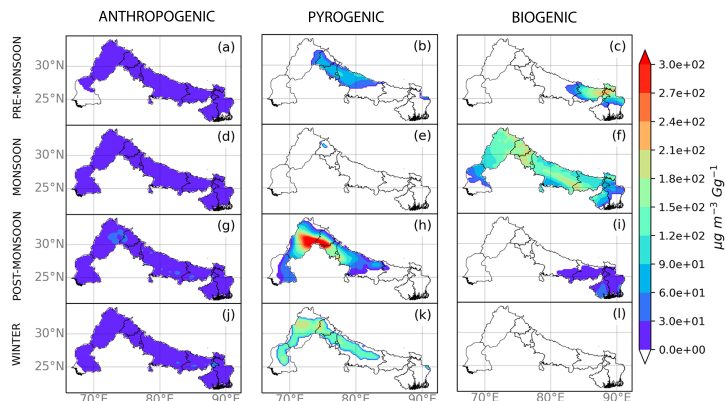 ANTHROPOGENIC PYROGENIC BIOGENIC
PRE-MONSOON
30°N
25°N
(a) (b) (c)
MONSOON
30°N
25°N
(d) (e) (f)
POST-MONSOON
30°N
25°N
(g) (h) (i)
WINTER
30°N
25°N
(j) (k) (l)
70°E 80°E 90°E 70°E 80°E 90°E 70°E 80°E 90°E
3.0e+02
2.7e+02
2.4e+02
2.1e+02
1.8e+02
1.5e+02
1.2e+02
9.0e+01
6.0e+01
3.0e+01
0.0e+00
μg m⁻³ Gg⁻¹